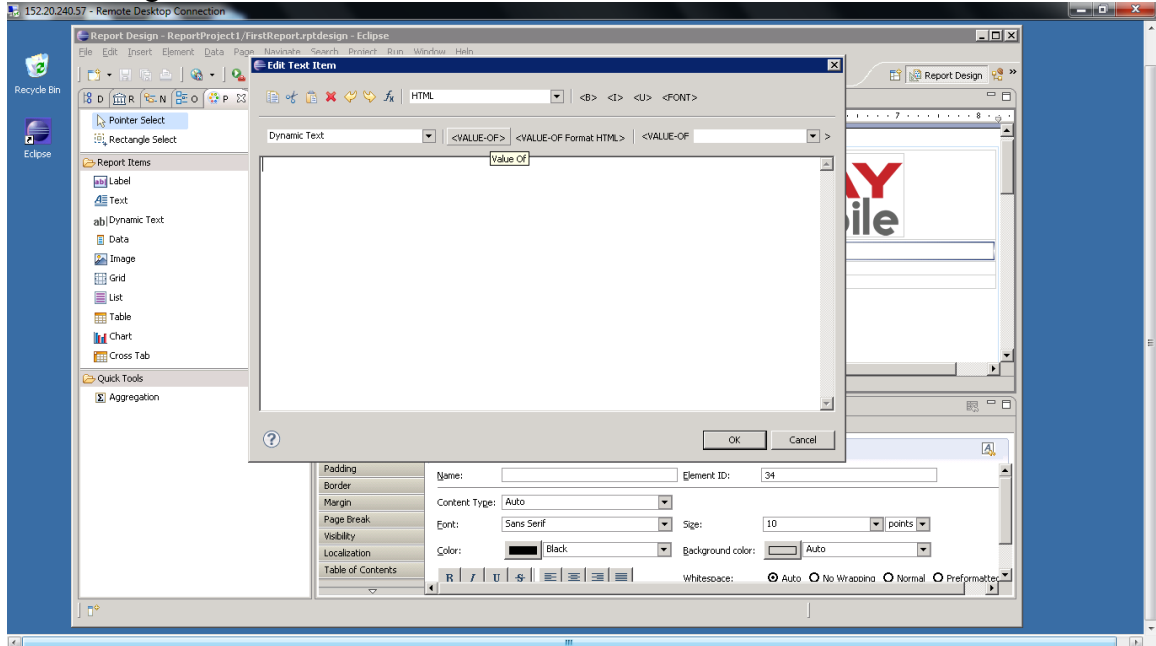 152.20.240.57 - Remote Desktop Connection
Report Design - ReportProject1/FirstReport.rptdesign - Eclipse
File Edit Insert Element Data Page Navigate Search Project Run Window Help
Edit Text Item
Recycle Bin
HTML <B> <I> <U> <FONT>
Report Design »
D R N O P
Pointer Select
Dynamic Text <VALUE-OF> <VALUE-OF Format HTML> <VALUE-OF >
7 8
Rectangle Select
Eclipse
Value Of
Report Items
Label
Text
Dynamic Text
Data
Image
Grid
List
Table
Chart
Cross Tab
AY
bile
Quick Tools
Aggregation
OK Cancel
Padding
Name: Element ID: 34
Border
Margin
Content Type: Auto
Page Break
Font: Sans Serif Size: 10 points
Visibility
Localization
Color: Black Background color: Auto
Table of Contents
B I U S Whitespace: Auto No Wrapping Normal Preformatted